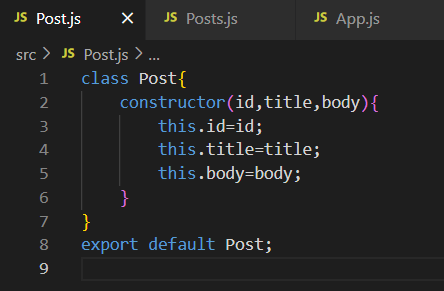 JS Post.js × JS Posts.js JS App.js
src > JS Post.js > ...
1 class Post{
2     constructor(id,title,body){
3         this.id=id;
4         this.title=title;
5         this.body=body;
6     }
7 }
8 export default Post;
9